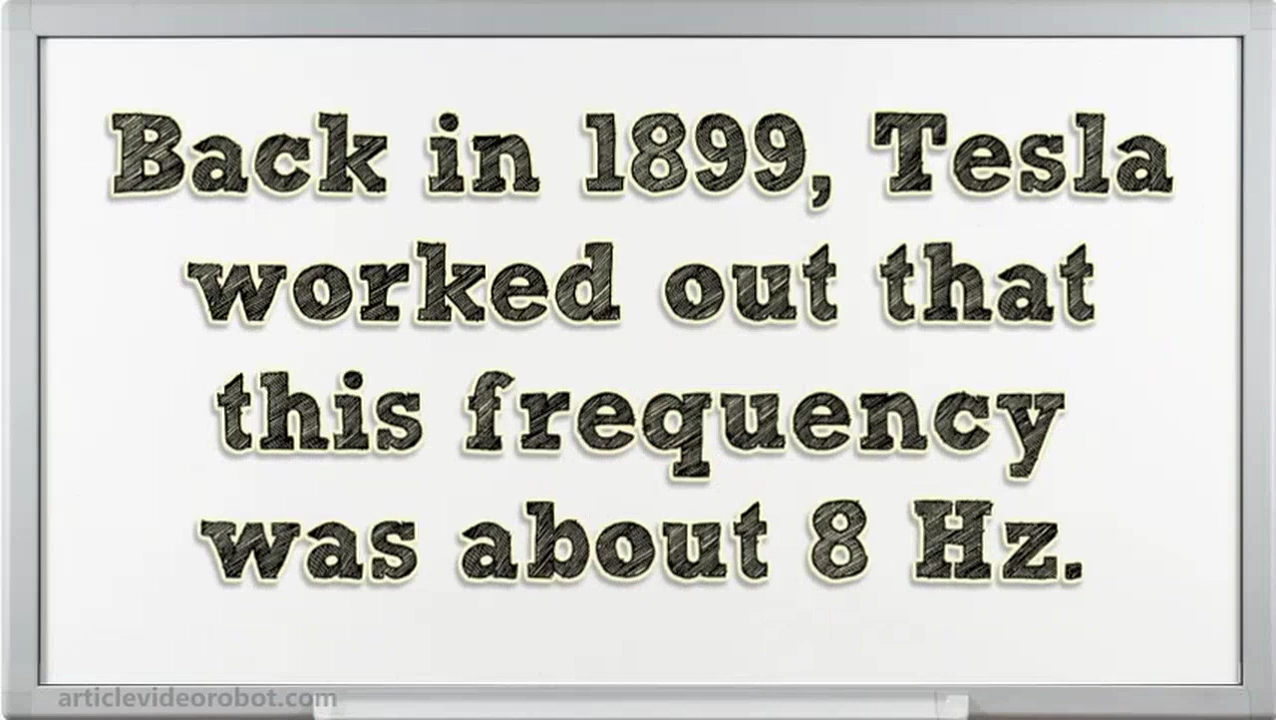 Back in 1899, Tesla
worked out that
this frequency
was about 8 Hz.
articlevideorobot.com